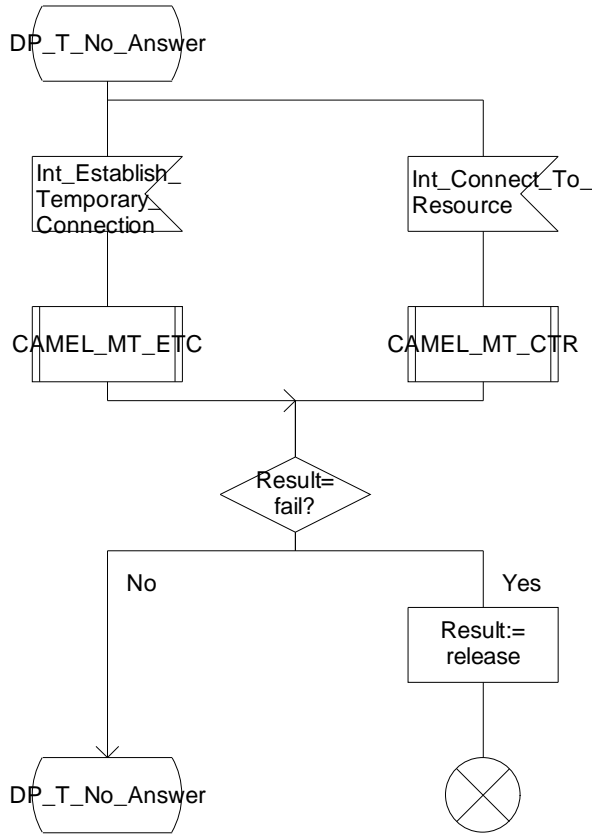 DP_T_No_Answer
Int_Establish_
Temporary_
Connection
Int_Connect_To_
Resource
CAMEL_MT_ETC
CAMEL_MT_CTR
Result=
fail?
No
Yes
Result:=
release
DP_T_No_Answer